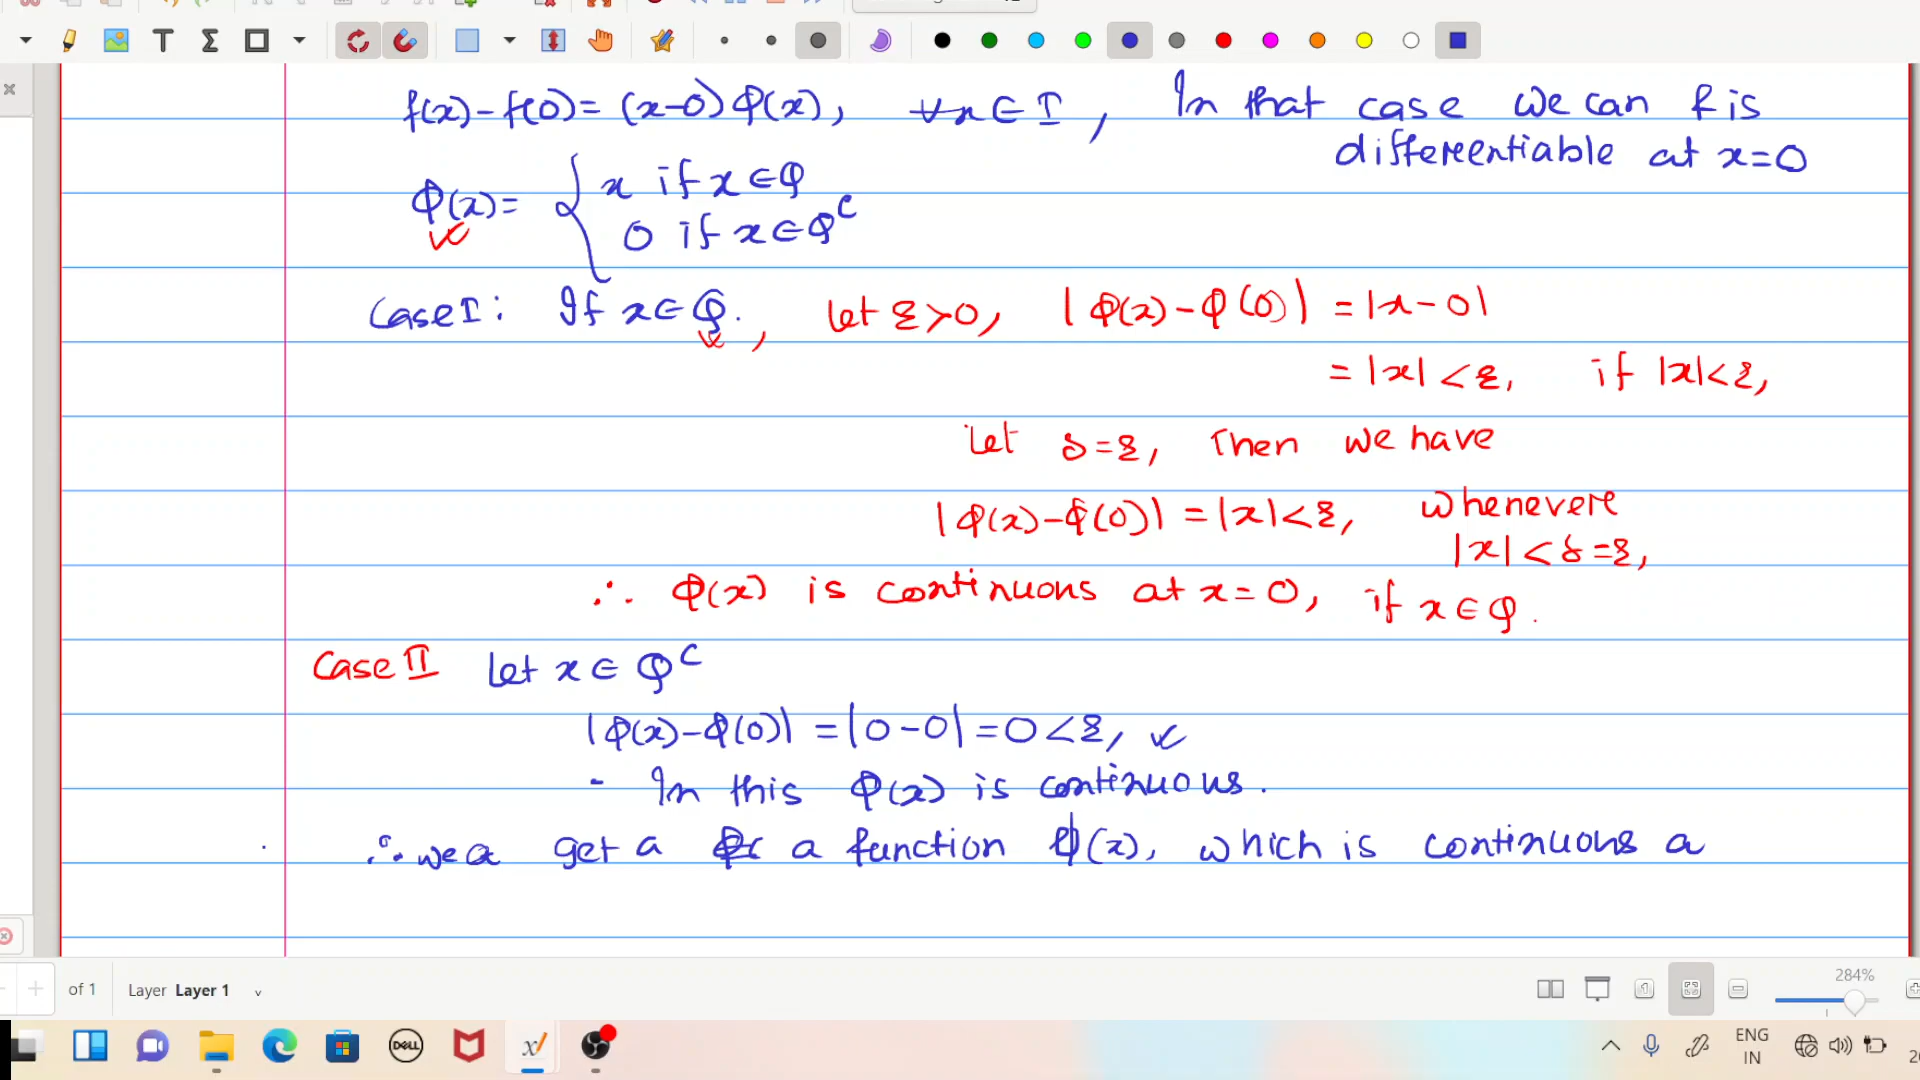 f(x)-f(0)=(x-0)φ(x), ∀x∈I, In that case we can f is
differentiable at x=0
φ(x)= { x if x∈Q
0 if x∈Q^c
Case I: If x∈Q., let ε>0, |φ(x)-φ(0)| = |x-0|
= |x|<ε, if |x|<ε,
Let δ=ε, Then we have
|φ(x)-φ(0)| = |x|<ε, whenever
|x|<δ=ε,
∴ φ(x) is continuous at x=0, if x∈Q.
Case II Let x∈Q^c
|φ(x)-φ(0)| = |0-0| = 0<ε,
- In this φ(x) is continuous.
∴ we a get a a function φ(x), which is continuous a
of 1 Layer Layer 1
284%
DELL
ENG
IN